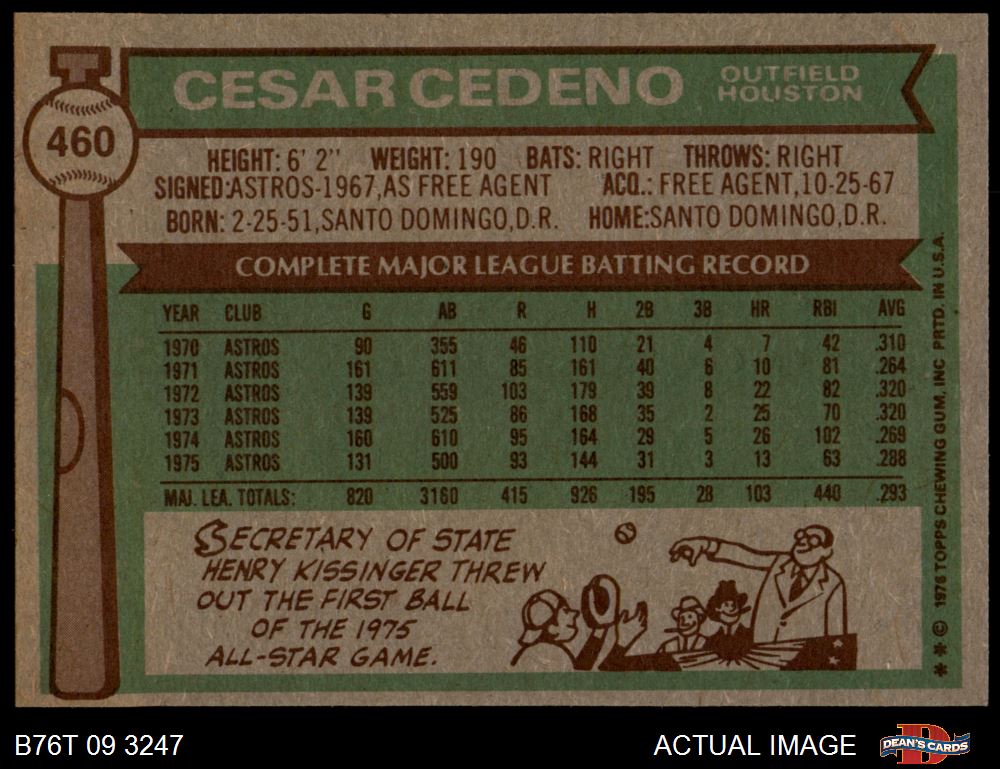 CESAR CEDENO
OUTFIELD
HOUSTON
460
HEIGHT: 6' 2" WEIGHT: 190 BATS: RIGHT THROWS: RIGHT
SIGNED:ASTROS-1967,AS FREE AGENT ACQ.: FREE AGENT,10-25-67
BORN: 2-25-51,SANTO DOMINGO,D.R. HOME:SANTO DOMINGO,D.R.
COMPLETE MAJOR LEAGUE BATTING RECORD
YEAR CLUB G AB R H 2B 3B HR RBI AVG
1970 ASTROS 90 355 46 110 21 4 7 42 .310
1971 ASTROS 161 611 85 161 40 6 10 81 .264
1972 ASTROS 139 559 103 179 39 8 22 82 .320
1973 ASTROS 139 525 86 168 35 2 25 70 .320
1974 ASTROS 160 610 95 164 29 5 26 102 .269
1975 ASTROS 131 500 93 144 31 3 13 63 .288
MAJ. LEA. TOTALS: 820 3160 415 926 195 28 103 440 .293
SECRETARY OF STATE
HENRY KISSINGER THREW
OUT THE FIRST BALL
OF THE 1975
ALL-STAR GAME.
* * © 1976 TOPPS CHEWING GUM, INC PRTD. IN U.S.A.
B76T 09 3247
ACTUAL IMAGE
D
DEAN'S CARDS